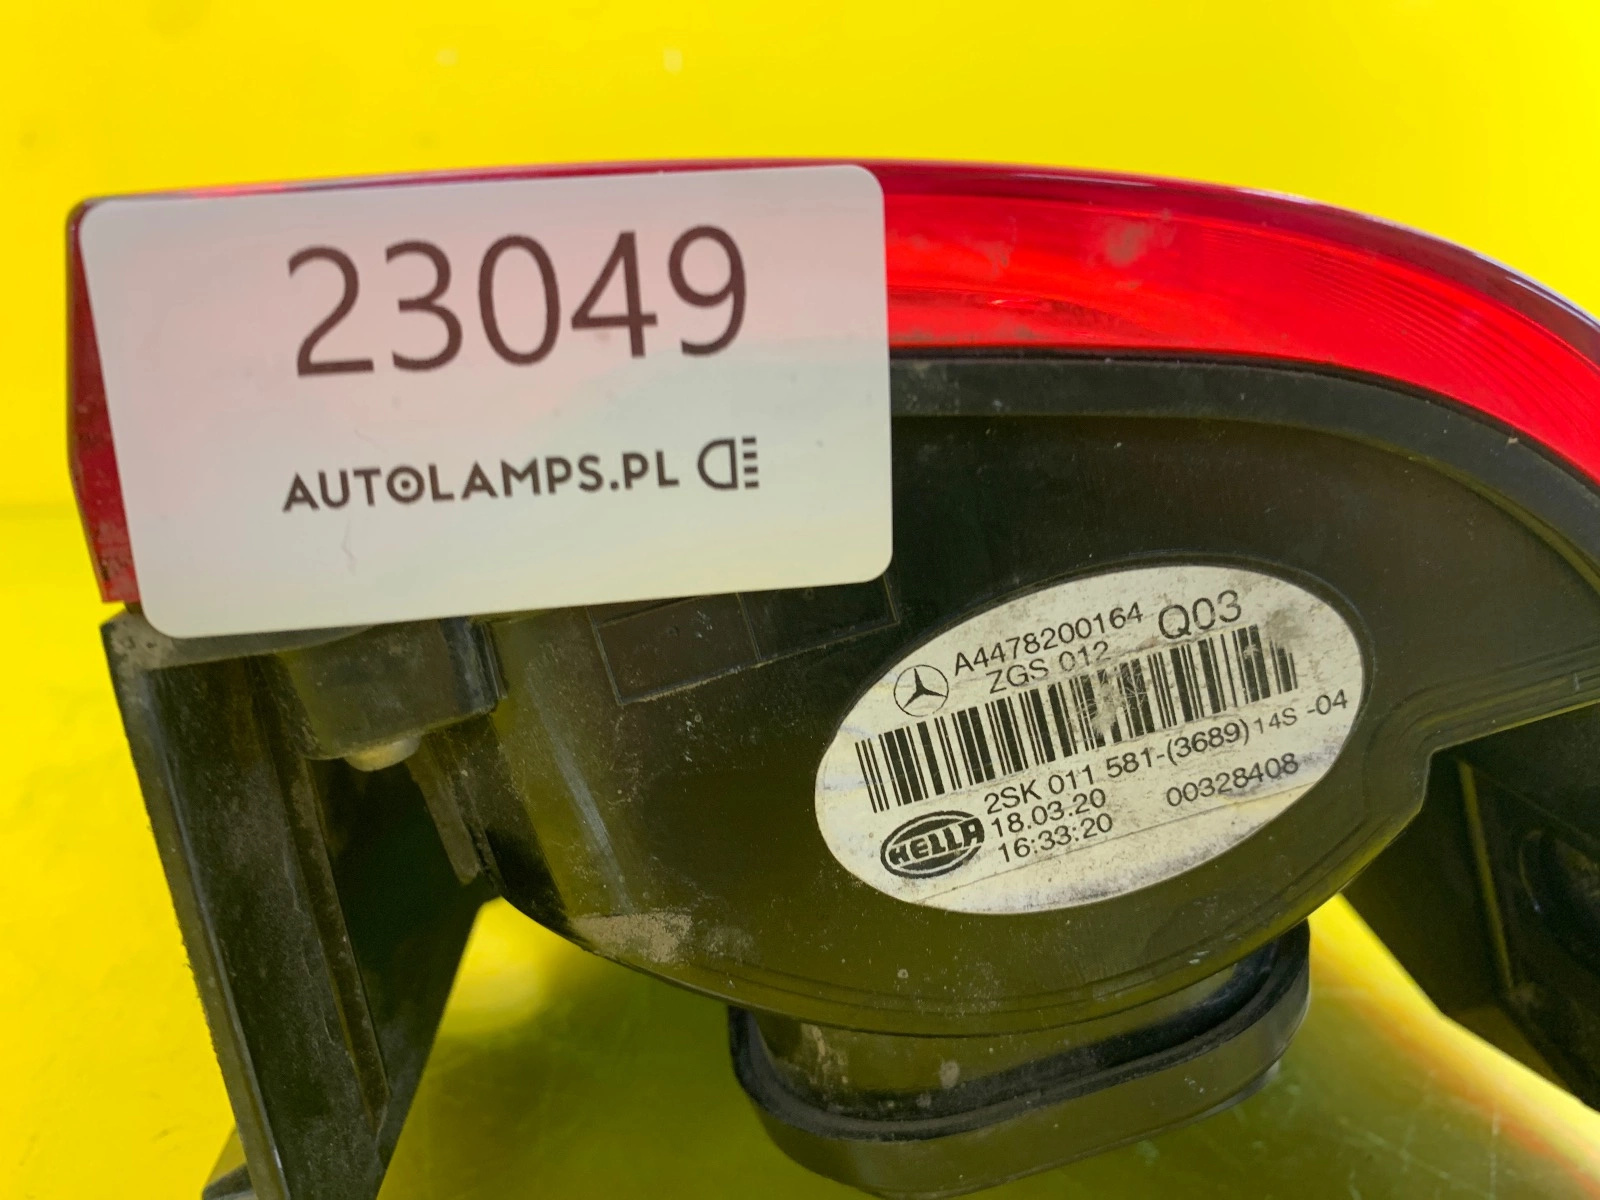 23049
AUTOLAMPS.PL
A4478200164 Q03
ZGS 012
2SK 011 581-(3689)14S -04
HELLA 18.03.20 00328408
16:33:20